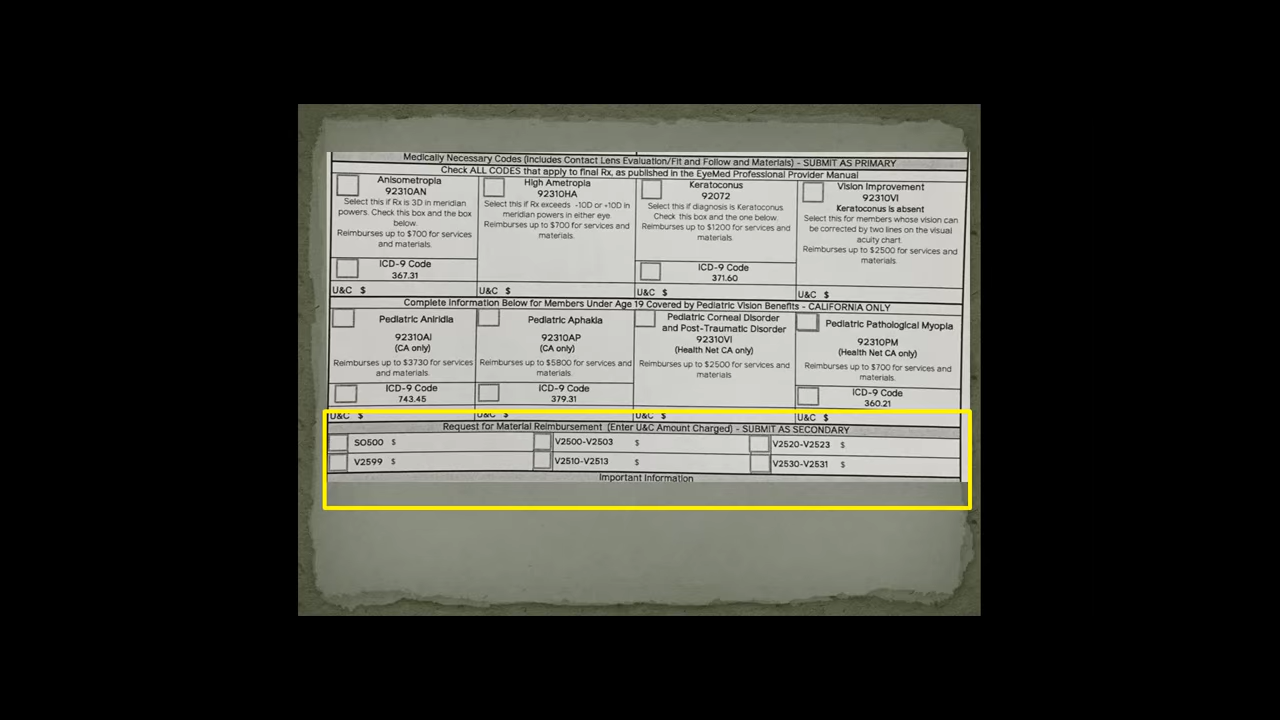 Medically Necessary Codes (Includes Contact Lens Evaluation/Fit and Follow and Materials) - SUBMIT AS PRIMARY
Check ALL CODES that apply to final Rx, as published in the EyeMed Professional Provider Manual
Anisometropia
92310AN
Select this if Rx is 3D in meridian
powers. Check this box and the box
below.
Reimburses up to $700 for services
and materials.
ICD-9 Code
367.31
U&C $
High Ametropia
92310HA
Select this if Rx exceeds -10D or +10D in
meridian powers in either eye.
Reimburses up to $700 for services and
materials.
U&C $
Keratoconus
92072
Select this if diagnosis is Keratoconus.
Check this box and the one below.
Reimburses up to $1200 for services and
materials
ICD-9 Code
371.60
U&C $
Vision Improvement
92310VI
Keratoconus is absent
Select this for members whose vision can
be corrected by two lines on the visual
acuity chart.
Reimburses up to $2500 for services and
materials.
U&C $
Complete Information Below for Members Under Age 19 Covered by Pediatric Vision Benefits - CALIFORNIA ONLY
Pediatric Aniridia
92310AI
(CA only)
Reimburses up to $3730 for services
and materials.
ICD-9 Code
743.45
U&C $
Pediatric Aphakia
92310AP
(CA only)
Reimburses up to $5800 for services and
materials.
ICD-9 Code
379.31
U&C $
Pediatric Corneal Disorder
and Post-Traumatic Disorder
92310VI
(Health Net CA only)
Reimburses up to $2500 for services and
materials
U&C $
Pediatric Pathological Myopia
92310PM
(Health Net CA only)
Reimburses up to $700 for services and
materials.
ICD-9 Code
360.21
U&C $
Request for Material Reimbursement (Enter U&C Amount Charged) - SUBMIT AS SECONDARY
SO500 $
V2500-V2503 $
V2520-V2523 $
V2599 $
V2510-V2513 $
V2530-V2531 $
Important Information